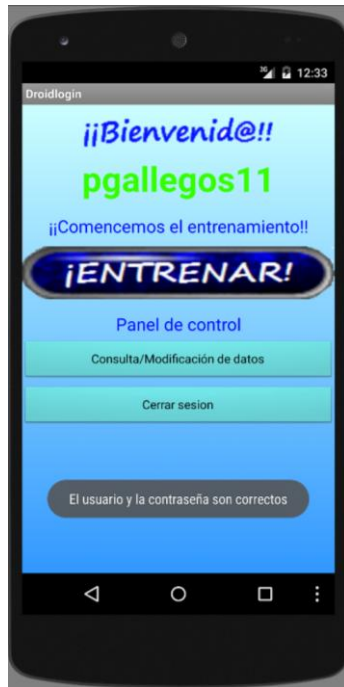 3G 12:33
Droidlogin
¡¡Bienvenid@!!
pgallegos11
¡¡Comencemos el entrenamiento!!
¡ENTRENAR!
Panel de control
Consulta/Modificación de datos
Cerrar sesion
El usuario y la contraseña son correctos